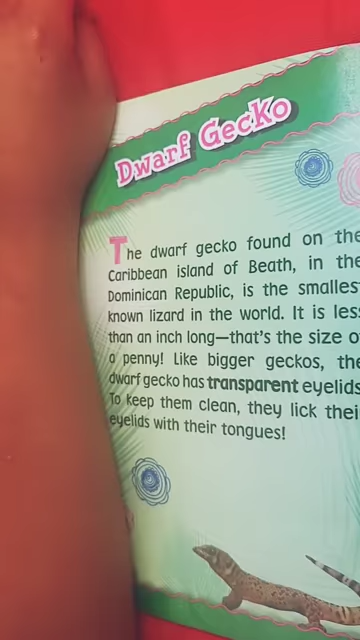 Dwarf Gecko
The dwarf gecko found on the
Caribbean island of Beath, in the
Dominican Republic, is the smallest
known lizard in the world. It is less
than an inch long—that's the size o
a penny! Like bigger geckos, the
dwarf gecko has transparent eyelids
To keep them clean, they lick thei
eyelids with their tongues!